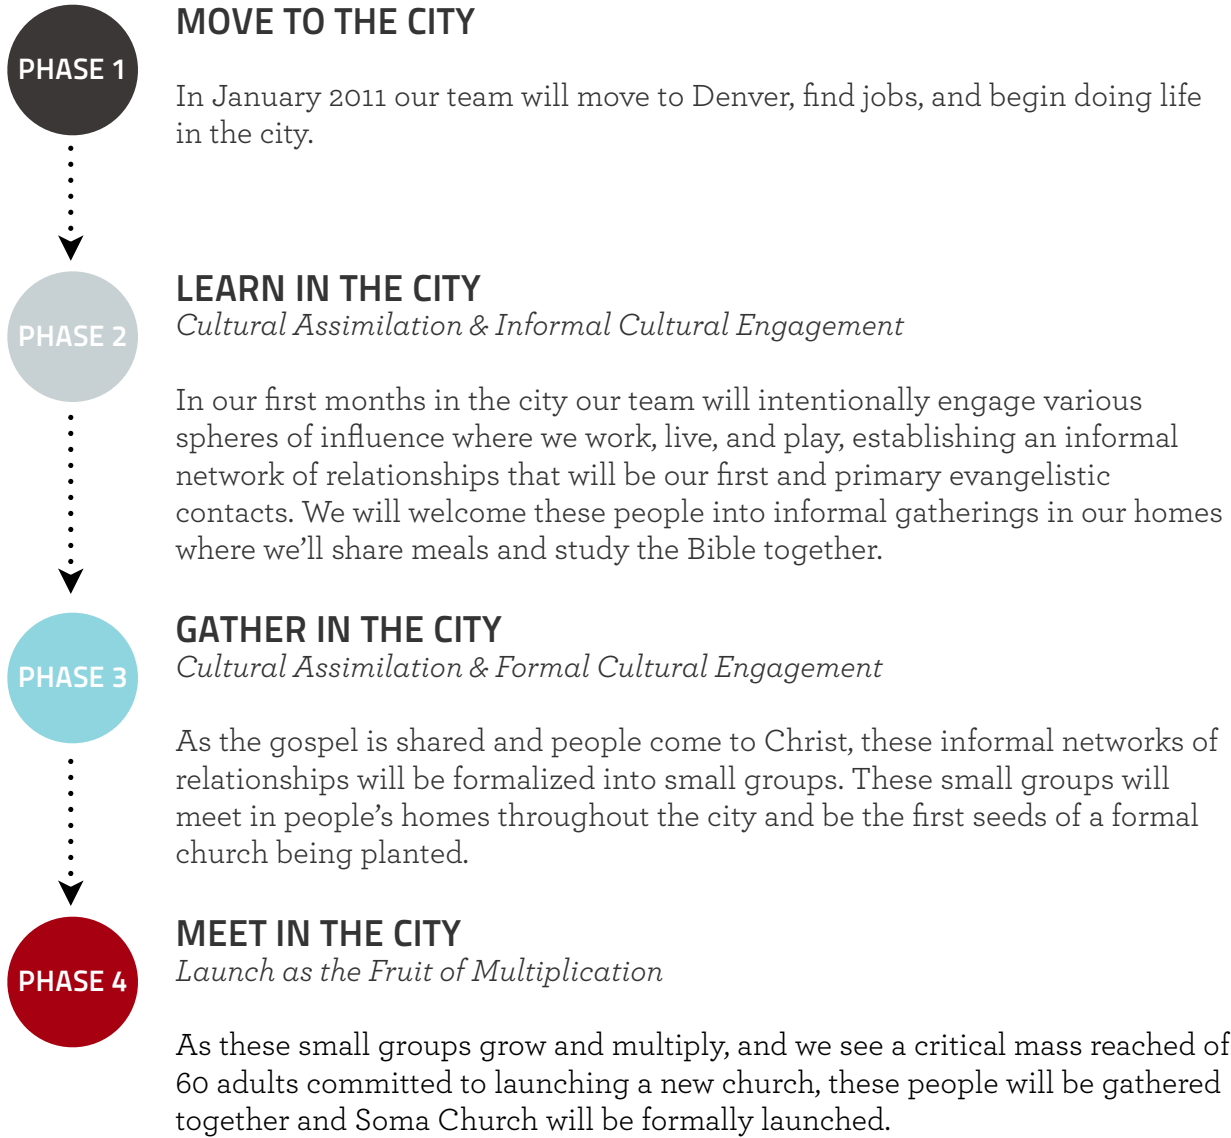 PHASE 1
MOVE TO THE CITY
In January 2011 our team will move to Denver, find jobs, and begin doing life
in the city.
PHASE 2
LEARN IN THE CITY
Cultural Assimilation & Informal Cultural Engagement
In our first months in the city our team will intentionally engage various
spheres of influence where we work, live, and play, establishing an informal
network of relationships that will be our first and primary evangelistic
contacts. We will welcome these people into informal gatherings in our homes
where we’ll share meals and study the Bible together.
PHASE 3
GATHER IN THE CITY
Cultural Assimilation & Formal Cultural Engagement
As the gospel is shared and people come to Christ, these informal networks of
relationships will be formalized into small groups. These small groups will
meet in people’s homes throughout the city and be the first seeds of a formal
church being planted.
PHASE 4
MEET IN THE CITY
Launch as the Fruit of Multiplication
As these small groups grow and multiply, and we see a critical mass reached of
60 adults committed to launching a new church, these people will be gathered
together and Soma Church will be formally launched.